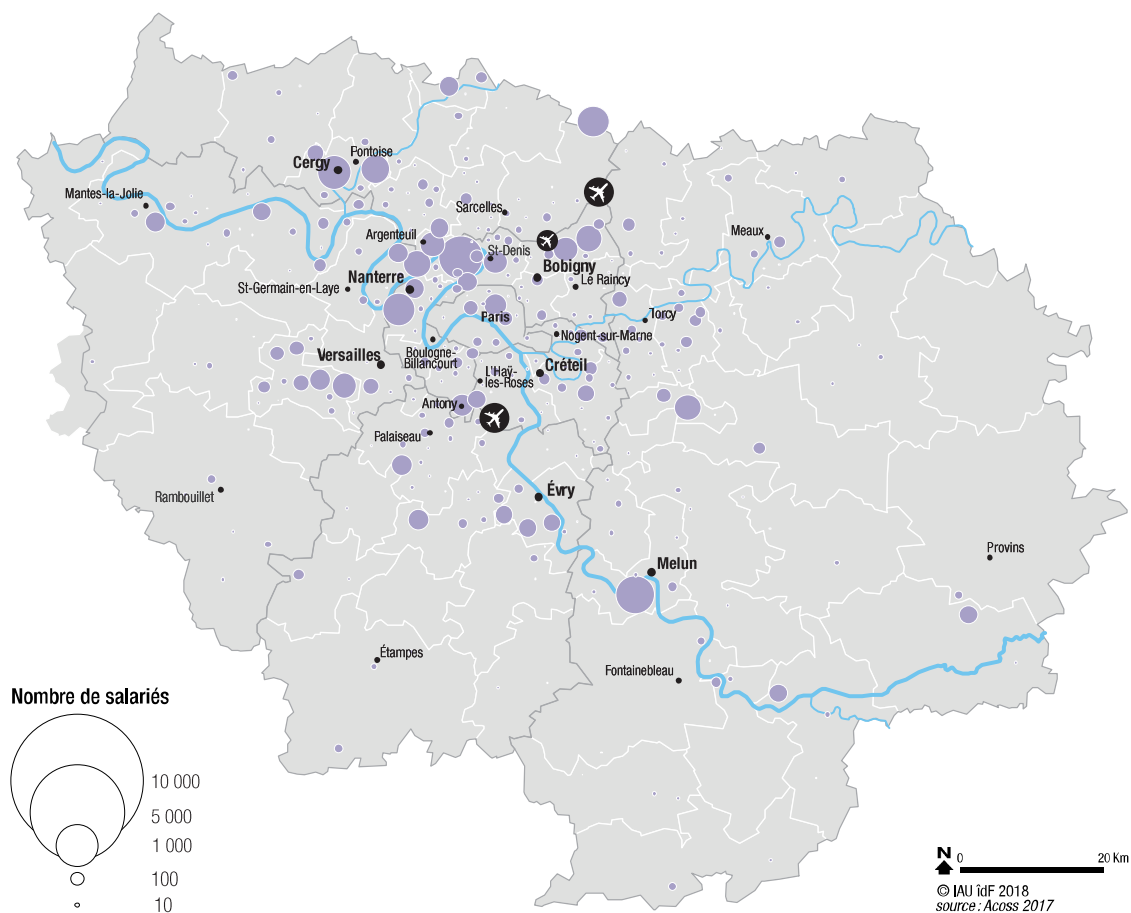 Cergy
Pontoise
Mantes-la-Jolie
Sarcelles
Argenteuil
St-Denis
Meaux
Bobigny
Nanterre
Le Raincy
St-Germain-en-Laye
Torcy
Paris
Nogent-sur-Marne
Versailles
Boulogne-
Billancourt
L'Haÿ-
les-Roses
Créteil
Antony
Palaiseau
Rambouillet
Évry
Melun
Provins
Étampes
Fontainebleau
Nombre de salariés
10 000
5 000
1 000
100
10
N
0
20 Km
© IAU îdF 2018
source : Acoss 2017